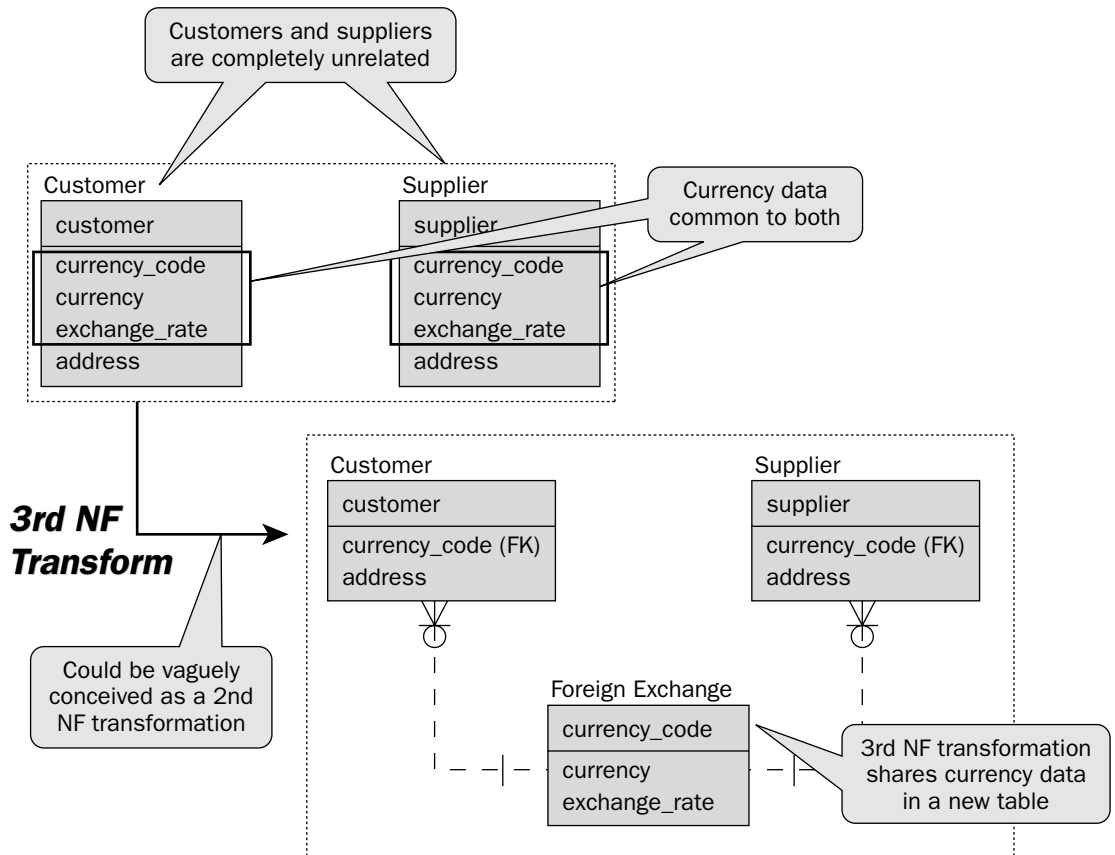 Customers and suppliers
are completely unrelated
Customer
customer
currency_code
currency
exchange_rate
address
Supplier
supplier
currency_code
currency
exchange_rate
address
Currency data
common to both
3rd NF
Transform
Could be vaguely
conceived as a 2nd
NF transformation
Customer
customer
currency_code (FK)
address
Supplier
supplier
currency_code (FK)
address
Foreign Exchange
currency_code
currency
exchange_rate
3rd NF transformation
shares currency data
in a new table